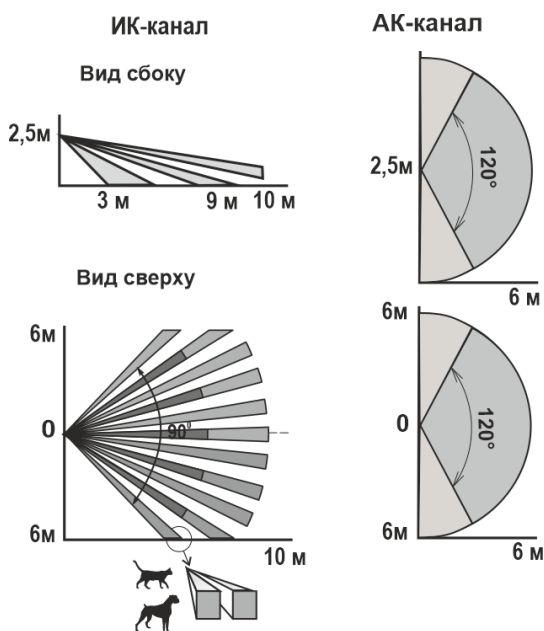 ИК-канал
Вид сбоку
2,5м
3 м
9 м
10 м
Вид сверху
6м
0
90⁰
6м
10 м
АК-канал
2,5м
120°
6 м
6м
0
120°
6м
6 м